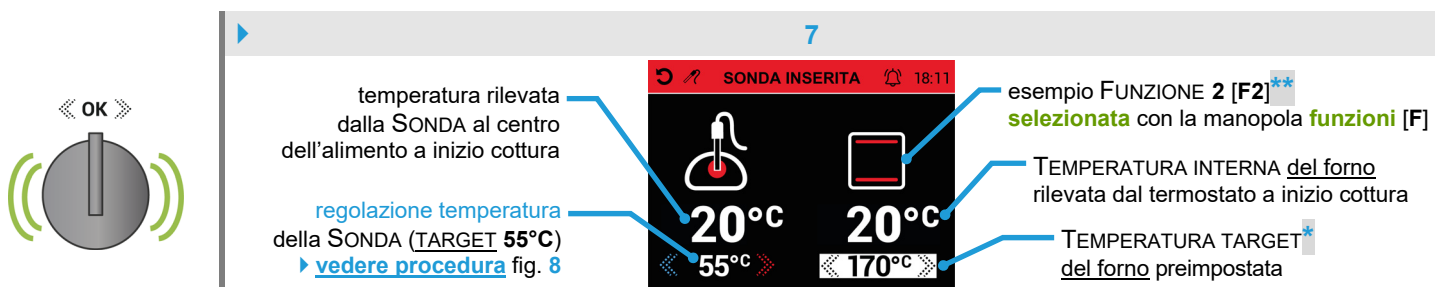 7
OK
temperatura rilevata
dalla SONDA al centro
dell’alimento a inizio cottura
regolazione temperatura
della SONDA (TARGET 55°C)
vedere procedura fig. 8
SONDA INSERITA 18:11
20°C 20°C
55°C 170°C
esempio FUNZIONE 2 [F2]**
selezionata con la manopola funzioni [F]
TEMPERATURA INTERNA del forno
rilevata dal termostato a inizio cottura
TEMPERATURA TARGET*
del forno preimpostata